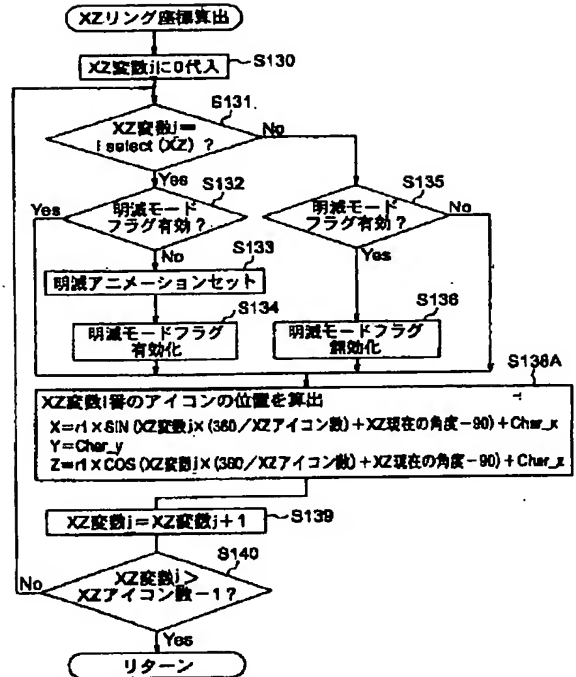 XZリング座標算出
XZ変数jに0代入
S130
S131
XZ変数j=
i select (XZ) ?
No
Yes
S132
明滅モード
フラグ有効?
Yes
No
S135
明滅モード
フラグ有効?
No
Yes
S133
明滅アニメーションセット
S134
明滅モードフラグ
有効化
S136
明滅モードフラグ
無効化
S138A
XZ変数j番のアイコンの位置を算出
X=r1×SIN (XZ変数j×(360/XZアイコン数)+XZ現在の角度-90)+Char_x
Y=Char_y
Z=r1×COS (XZ変数j×(360/XZアイコン数)+XZ現在の角度-90)+Char_z
XZ変数j=XZ変数j+1
S139
S140
XZ変数j>
XZアイコン数-1?
No
Yes
リターン